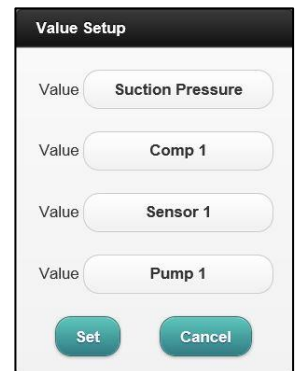 Value Setup
Value Suction Pressure
Value Comp 1
Value Sensor 1
Value Pump 1
Set Cancel